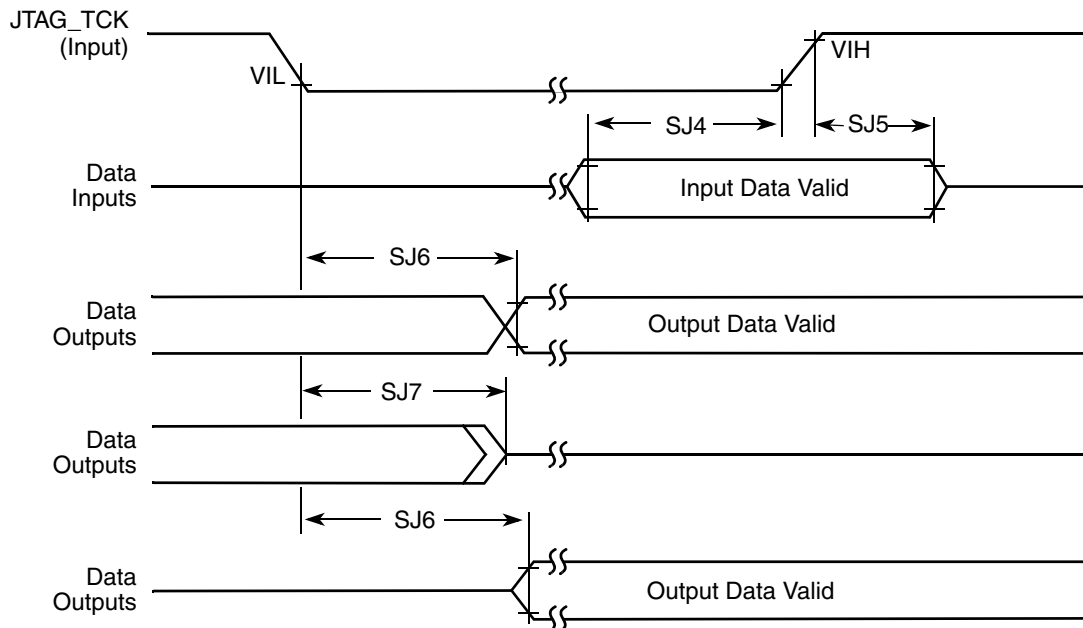 JTAG_TCK
(Input)
VIL
VIH
SJ4
SJ5
Data
Inputs
Input Data Valid
SJ6
Data
Outputs
Output Data Valid
SJ7
Data
Outputs
SJ6
Data
Outputs
Output Data Valid